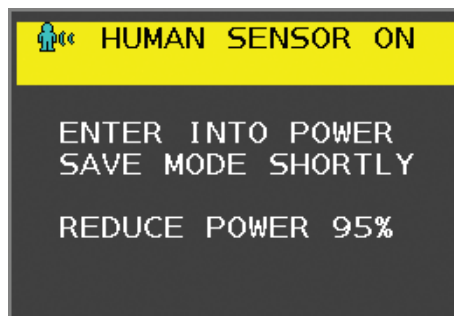 HUMAN SENSOR ON
ENTER INTO POWER
SAVE MODE SHORTLY
REDUCE POWER 95%